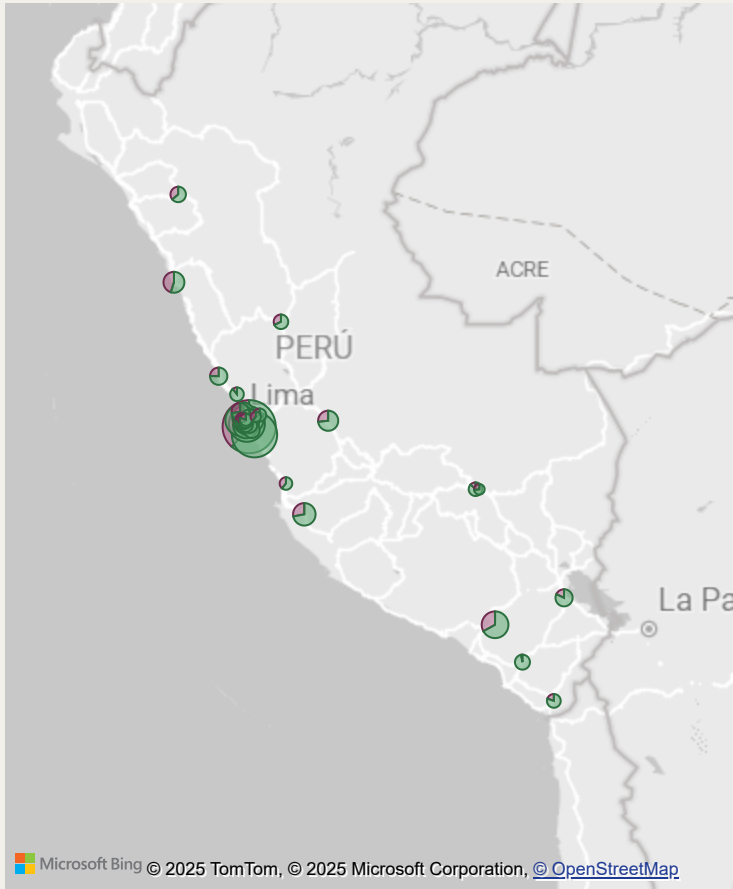 ACRE
PERÚ
Lima
La Pa
Microsoft Bing © 2025 TomTom, © 2025 Microsoft Corporation, © OpenStreetMap